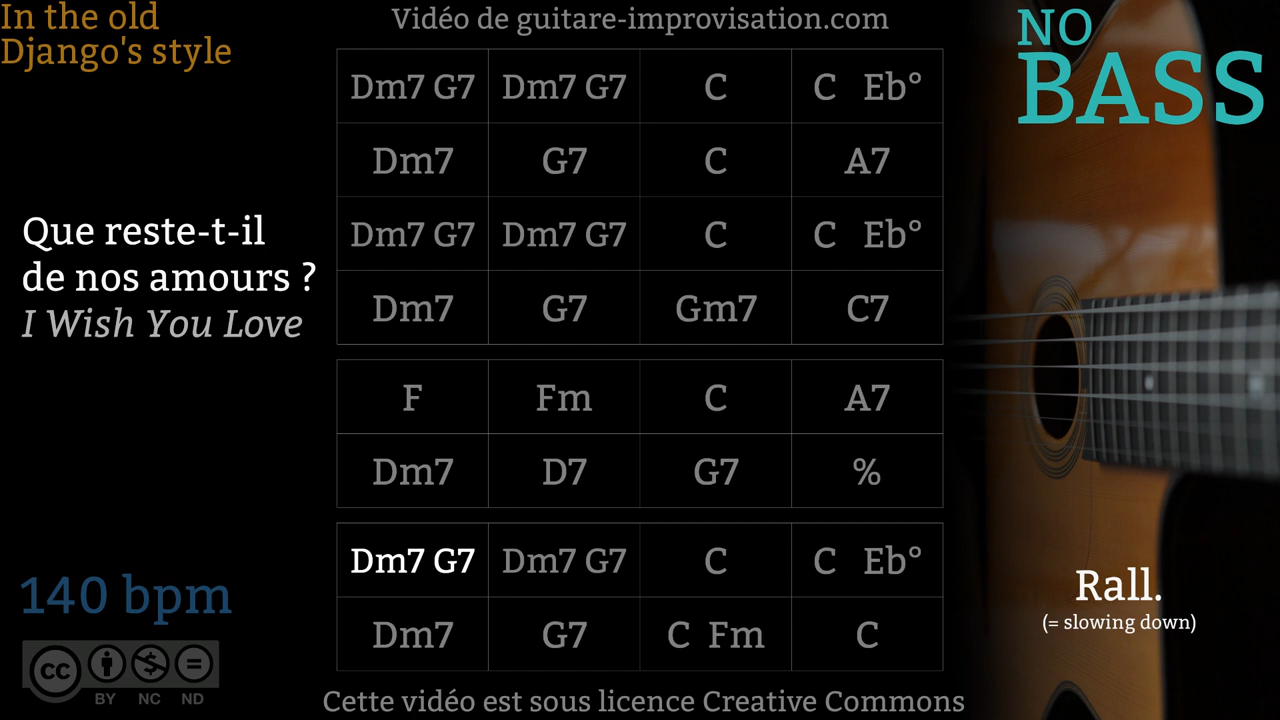 In the old
Django's style
Vidéo de guitare-improvisation.com
NO
BASS
Dm7 G7 Dm7 G7 C C Eb°
Dm7 G7 C A7
Dm7 G7 Dm7 G7 C C Eb°
Dm7 G7 Gm7 C7
Que reste-t-il
de nos amours ?
I Wish You Love
F Fm C A7
Dm7 D7 G7 %
Dm7 G7 Dm7 G7 C C Eb°
Dm7 G7 C Fm C
140 bpm
Rall.
(= slowing down)
cc
BY NC ND
Cette vidéo est sous licence Creative Commons